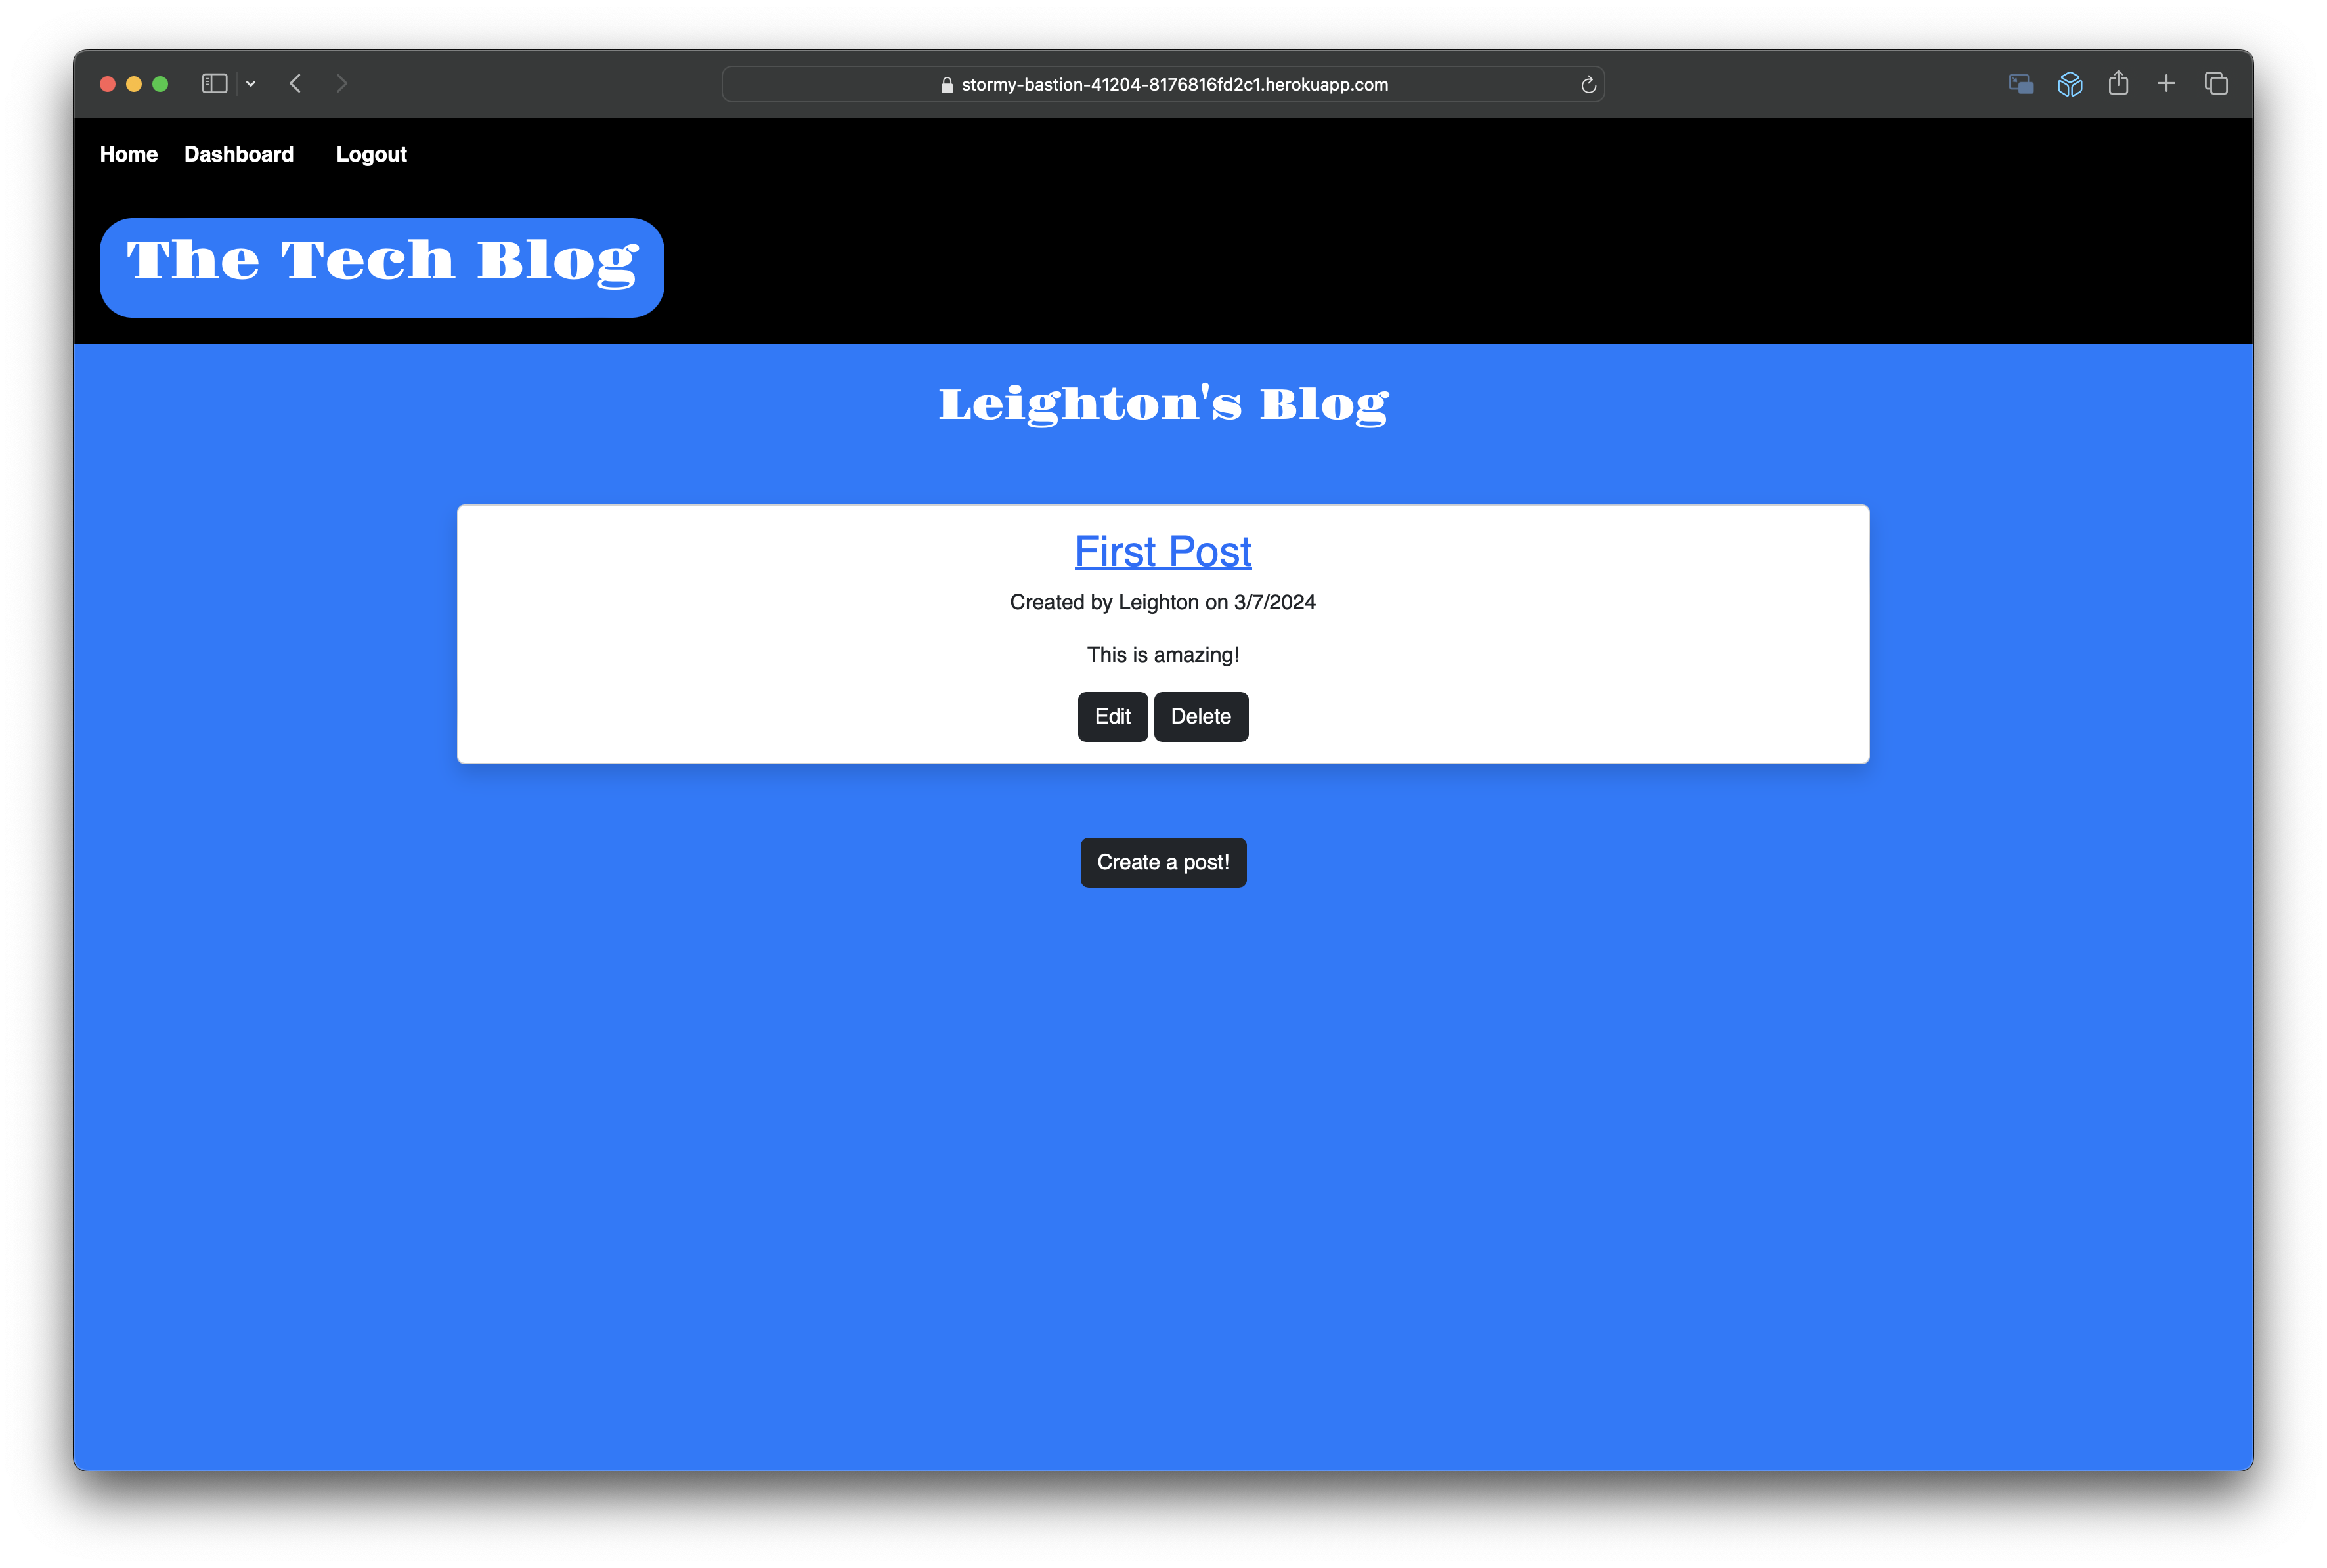 stormy-bastion-41204-8176816fd2c1.herokuapp.com
Home Dashboard Logout
The Tech Blog
Leighton's Blog
First Post
Created by Leighton on 3/7/2024
This is amazing!
Edit Delete
Create a post!